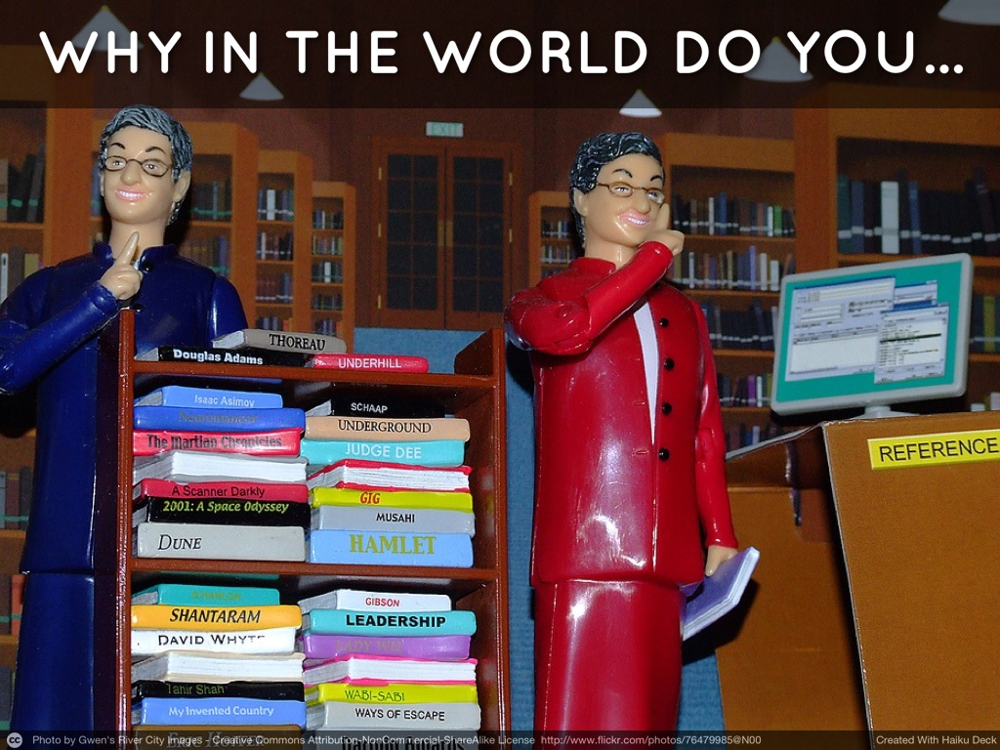 WHY IN THE WORLD DO YOU...
EXIT
THOREAU
Douglas Adams
UNDERHILL
Isaac Asimov
Neuromancer
The Martian Chronicles
A Scanner Darkly
2001: A Space Odyssey
DUNE
SCHAAP
UNDERGROUND
JUDGE DEE
GIG
MUSAHI
HAMLET
SHANTARAM
DAVID WHYTE
Tahir Shah
My Invented Country
GIBSON
LEADERSHIP
LADY WU
WABI-SABI
WAYS OF ESCAPE
REFERENCE
cc Photo by Gwen's River City Images - Creative Commons Attribution-NonCommercial-ShareAlike License http://www.flickr.com/photos/76479985@N00
Created With Haiku Deck